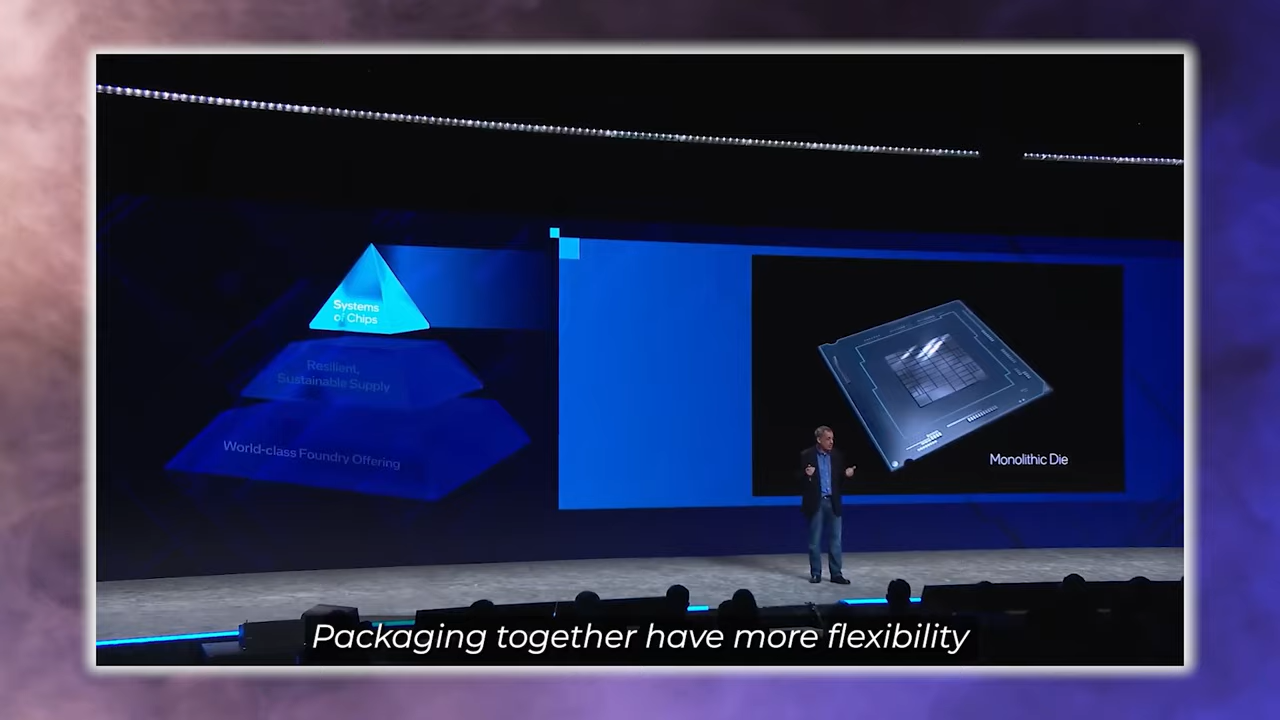 Systems
of Chips
Resilient,
Sustainable Supply
World-class Foundry Offering
Monolithic Die
Packaging together have more flexibility